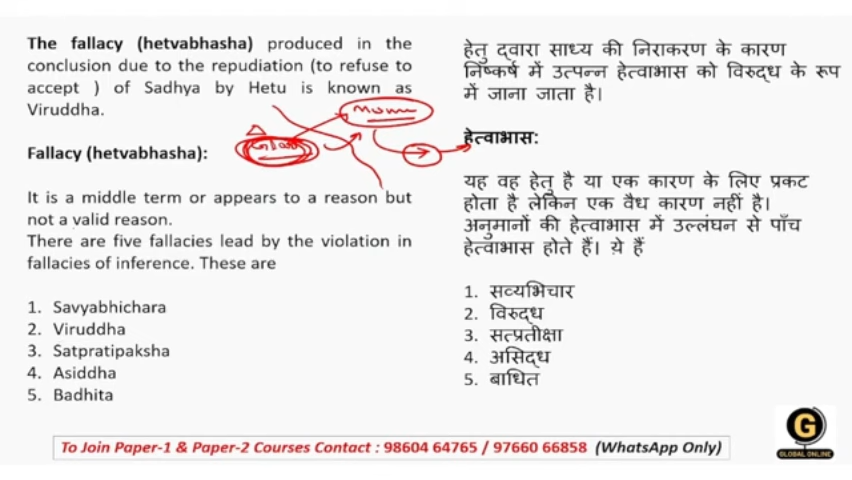 The fallacy (hetvabhasha) produced in the
conclusion due to the repudiation (to refuse to
accept ) of Sadhya by Hetu is known as
Viruddha.
Fallacy (hetvabhasha):
It is a middle term or appears to a reason but
not a valid reason.
There are five fallacies lead by the violation in
fallacies of inference. These are
1. Savyabhichara
2. Viruddha
3. Satpratipaksha
4. Asiddha
5. Badhita
हेतु द्वारा साध्य की निराकरण के कारण
निष्कर्ष में उत्पन्न हेत्वाभास को विरुद्ध के रूप
में जाना जाता है।
हेत्वाभास:
यह वह हेतु है या एक कारण के लिए प्रकट
होता है लेकिन एक वैध कारण नहीं है।
अनुमानों की हेत्वाभास में उल्लंघन से पाँच
हेत्वाभास होते हैं। ये हैं
1. सव्यभिचार
2. विरुद्ध
3. सत्प्रतीक्षा
4. असिद्ध
5. बाधित
G
GLOBAL ONLINE
To Join Paper-1 & Paper-2 Courses Contact : 98604 64765 / 97660 66858 (WhatsApp Only)